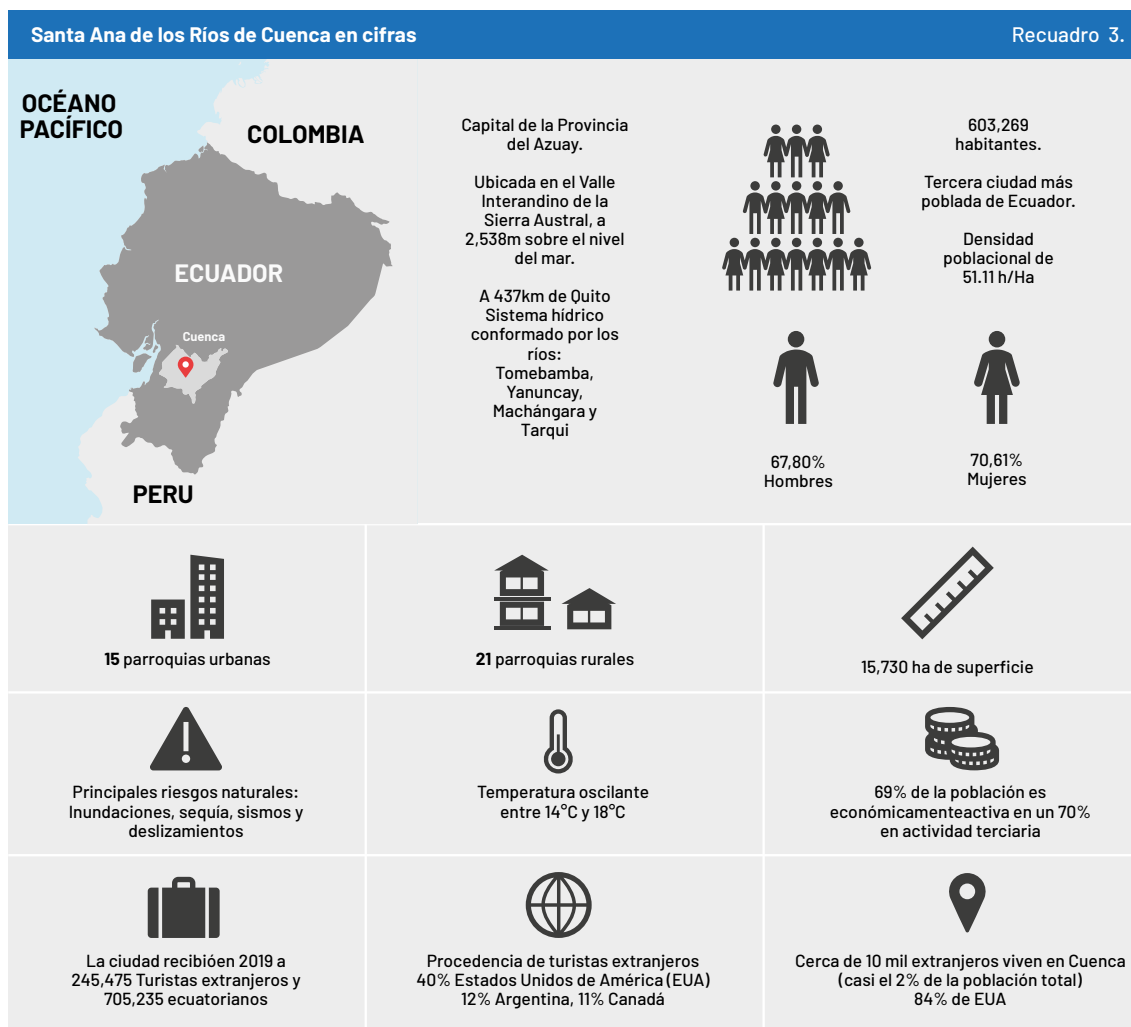 Santa Ana de los Ríos de Cuenca en cifras
Recuadro 3.
OCÉANO
PACÍFICO
COLOMBIA
ECUADOR
Cuenca
PERU
Capital de la Provincia
del Azuay.
Ubicada en el Valle
Interandino de la
Sierra Austral, a
2,538m sobre el nivel
del mar.
A 437km de Quito
Sistema hídrico
conformado por los
ríos:
Tomebamba,
Yanuncay,
Machángara y
Tarqui
603,269
habitantes.
Tercera ciudad más
poblada de Ecuador.
Densidad
poblacional de
51.11 h/Ha
67,80%
Hombres
70,61%
Mujeres
15 parroquias urbanas
21 parroquias rurales
15,730 ha de superficie
Principales riesgos naturales:
Inundaciones, sequía, sismos y
deslizamientos
Temperatura oscilante
entre 14°C y 18°C
69% de la población es
económicamenteactiva en un 70%
en actividad terciaria
La ciudad recibióen 2019 a
245,475 Turistas extranjeros y
705,235 ecuatorianos
Procedencia de turistas extranjeros
40% Estados Unidos de América (EUA)
12% Argentina, 11% Canadá
Cerca de 10 mil extranjeros viven en Cuenca
(casi el 2% de la población total)
84% de EUA